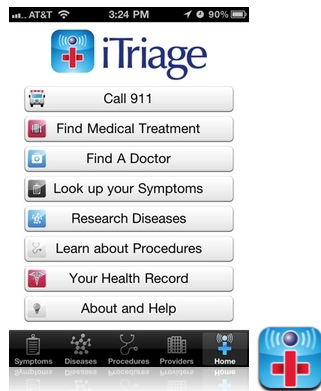 AT&T 3:24 PM 90%
iTriage
Call 911
Find Medical Treatment
Find A Doctor
Look up your Symptoms
Research Diseases
Learn about Procedures
Your Health Record
About and Help
Symptoms Diseases Procedures Providers Home